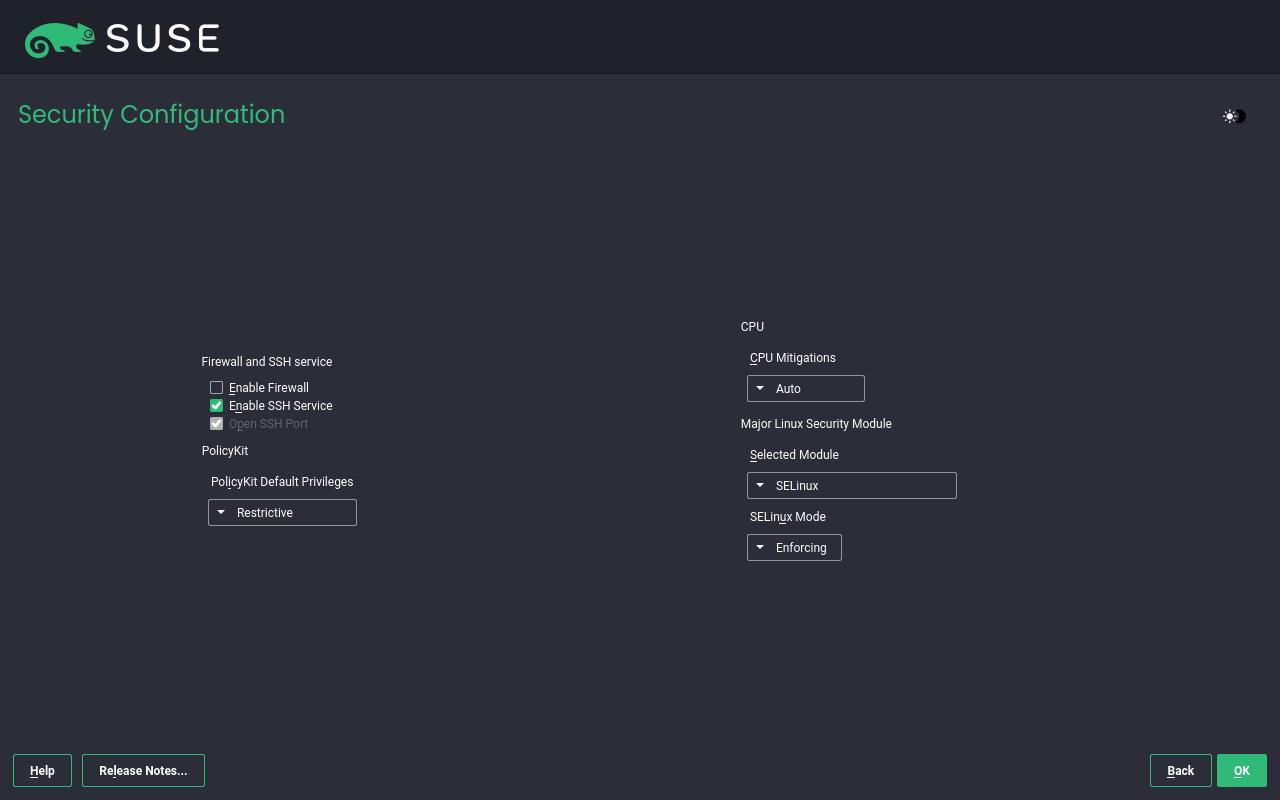 SUSE
Security Configuration
Firewall and SSH service
Enable Firewall
Enable SSH Service
Open SSH Port
PolicyKit
PolicyKit Default Privileges
Restrictive
CPU
CPU Mitigations
Auto
Major Linux Security Module
Selected Module
SELinux
SELinux Mode
Enforcing
Help
Release Notes...
Back
OK